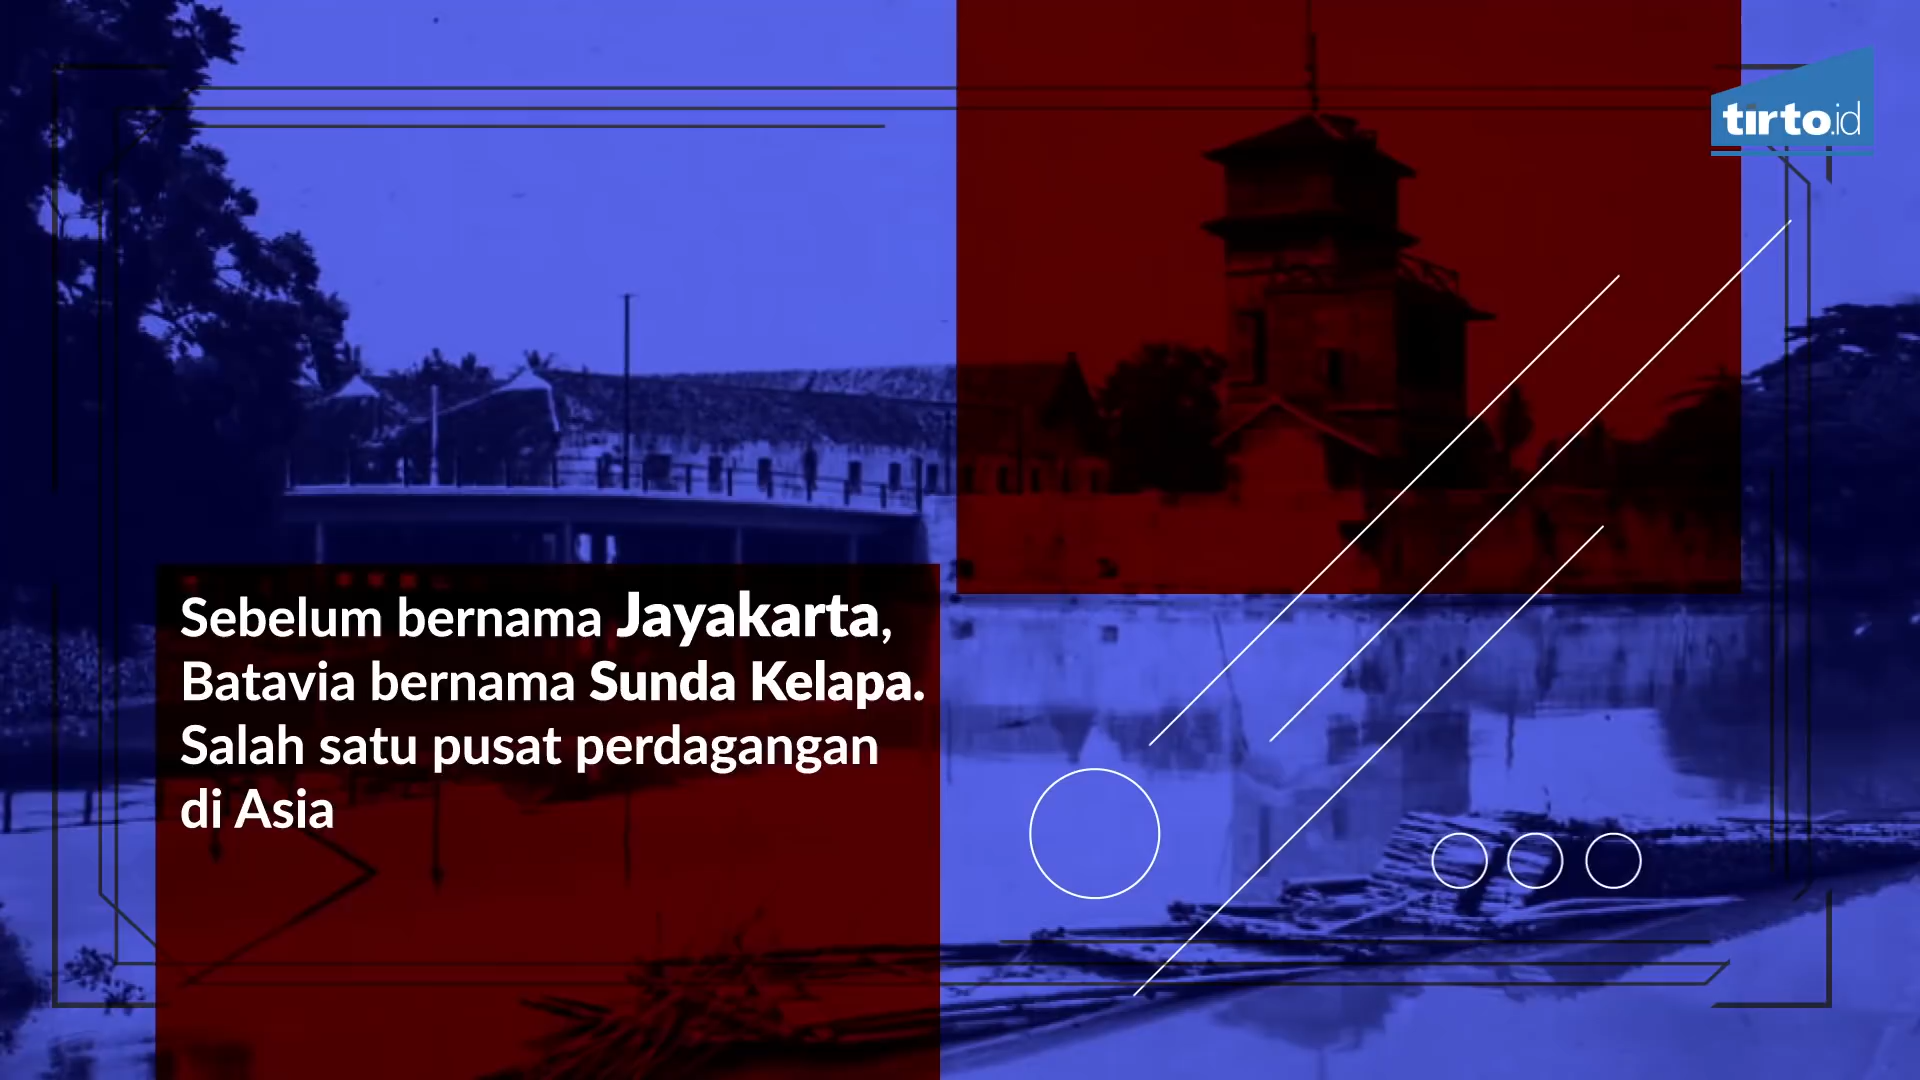 tirto.id
Sebelum bernama Jayakarta,
Batavia bernama Sunda Kelapa.
Salah satu pusat perdagangan
di Asia